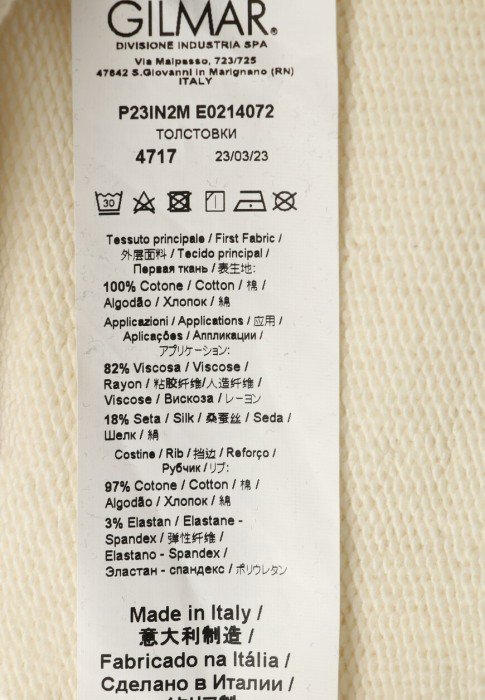 GILMAR®
DIVISIONE INDUSTRIA SPA
Via Malpasso, 723/725
47842 S.Giovanni in Marignano (RN)
ITALY
P23IN2M E0214072
ТОЛСТОВКИ
4717 23/03/23
30
Tessuto principale / First Fabric /
外层面料 / Tecido principal /
Первая ткань / 表生地:
100% Cotone / Cotton / 棉 /
Algodão / Хлопок / 綿
Applicazioni / Applications / 应用 /
Aplicações / Аппликации /
アプリケーション:
82% Viscosa / Viscose /
Rayon / 粘胶纤维/人造纤维 /
Viscose / Вискоза / レーヨン
18% Seta / Silk / 桑蚕丝 / Seda /
Шелк / 絹
Costine / Rib / 挡边 / Reforço /
Рубчик / リブ:
97% Cotone / Cotton / 棉 /
Algodão / Хлопок / 綿
3% Elastan / Elastane -
Spandex / 弹性纤维 /
Elastano - Spandex /
Эластан - спандекс / ポリウレタン
Made in Italy /
意大利制造 /
Fabricado na Itália /
Сделано в Италии /